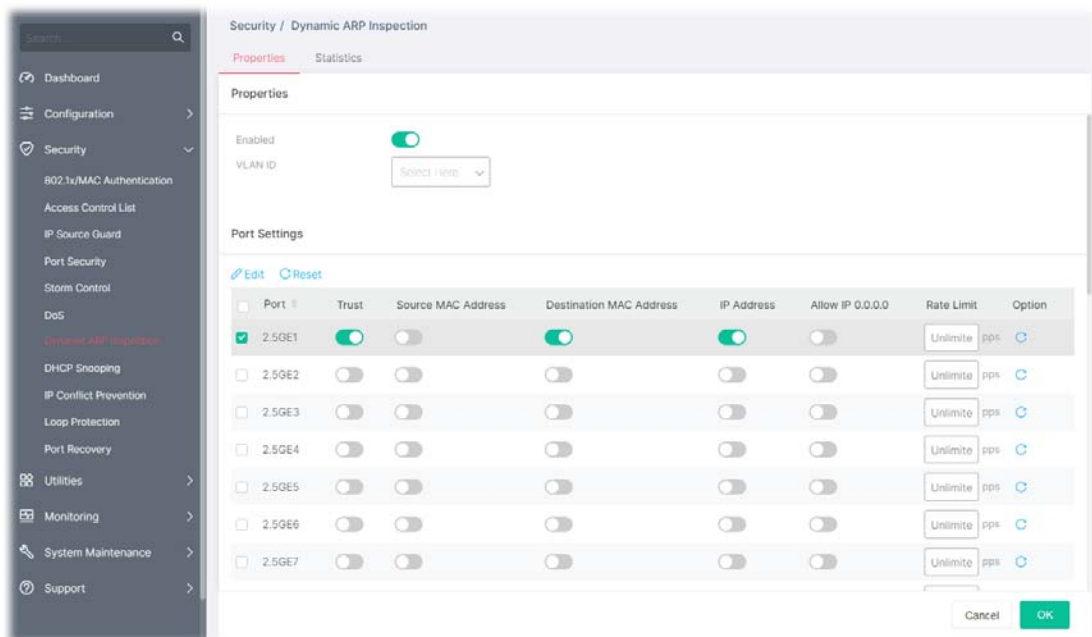 Search...
Dashboard
Configuration
Security
802.1x/MAC Authentication
Access Control List
IP Source Guard
Port Security
Storm Control
DoS
Dynamic ARP Inspection
DHCP Snooping
IP Conflict Prevention
Loop Protection
Port Recovery
Utilities
Monitoring
System Maintenance
Support
Security / Dynamic ARP Inspection
Properties Statistics
Properties
Enabled
VLAN ID Select Here
Port Settings
Edit Reset
Port Trust Source MAC Address Destination MAC Address IP Address Allow IP 0.0.0.0 Rate Limit Option
2.5GE1 Unlimite pps
2.5GE2 Unlimite pps
2.5GE3 Unlimite pps
2.5GE4 Unlimite pps
2.5GE5 Unlimite pps
2.5GE6 Unlimite pps
2.5GE7 Unlimite pps
Cancel OK